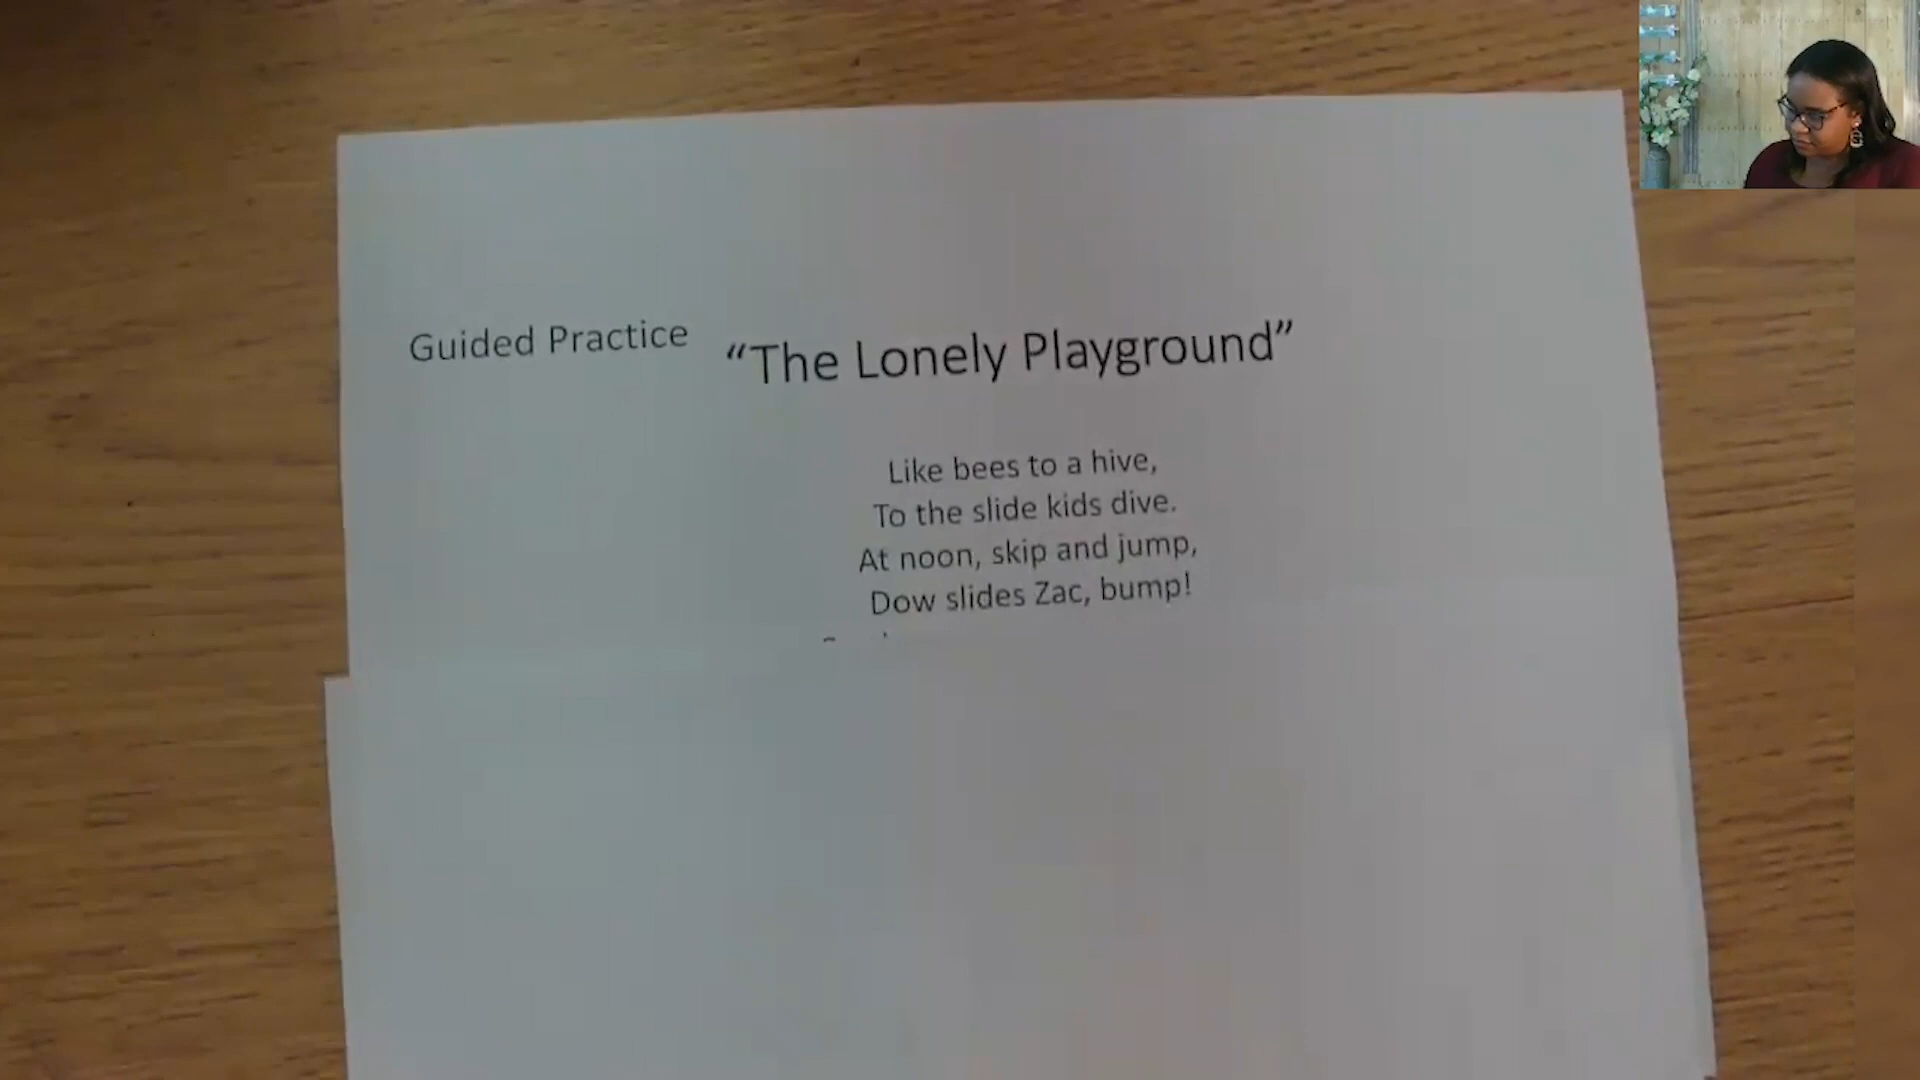 Guided Practice
“The Lonely Playground”
Like bees to a hive,
To the slide kids dive.
At noon, skip and jump,
Dow slides Zac, bump!